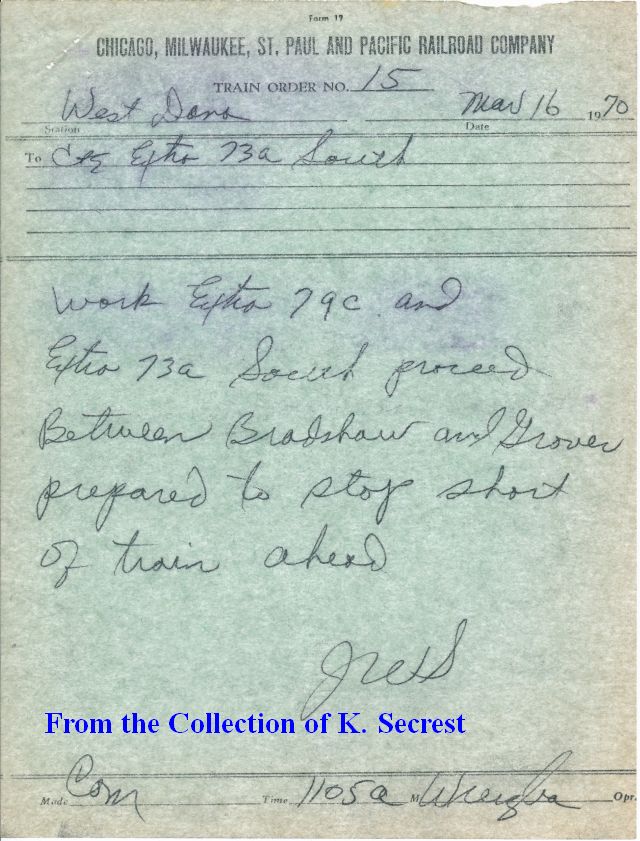 Form 19
CHICAGO, MILWAUKEE, ST. PAUL AND PACIFIC RAILROAD COMPANY
TRAIN ORDER NO. 15
West Dana Mar 16 1970
Station Date
To C+E Extra 73a South
Work Extra 79c and
Extra 73a South proceed
Between Bradshaw and Grover
prepared to stop short
of train ahead
From the Collection of K. Secrest
Made Com Time 1105a M Opr.